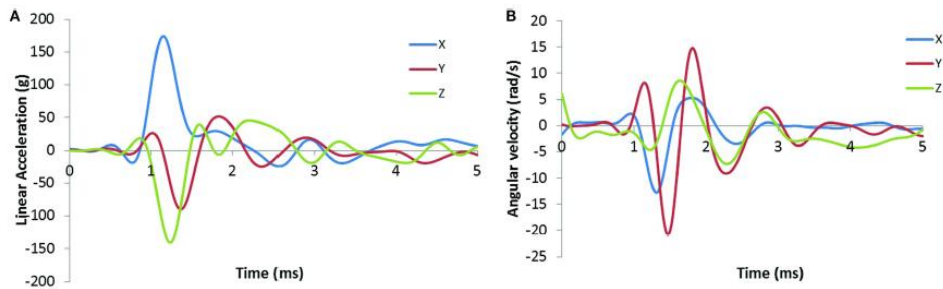 A
Linear Acceleration (g)
200
150
100
50
0
-50
-100
-150
-200
0 1 2 3 4 5
Time (ms)
X
Y
Z
B
Angular velocity (rad/s)
20
15
10
5
0
-5
-10
-15
-20
-25
0 1 2 3 4 5
Time (ms)
X
Y
Z